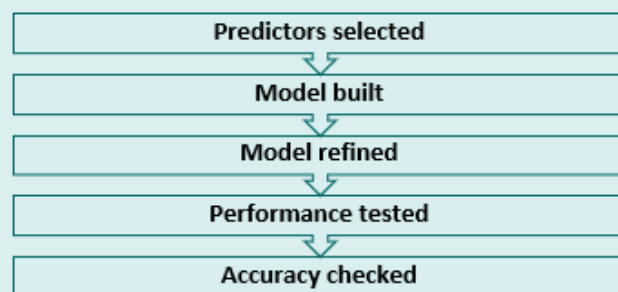 Predictors selected
Model built
Model refined
Performance tested
Accuracy checked